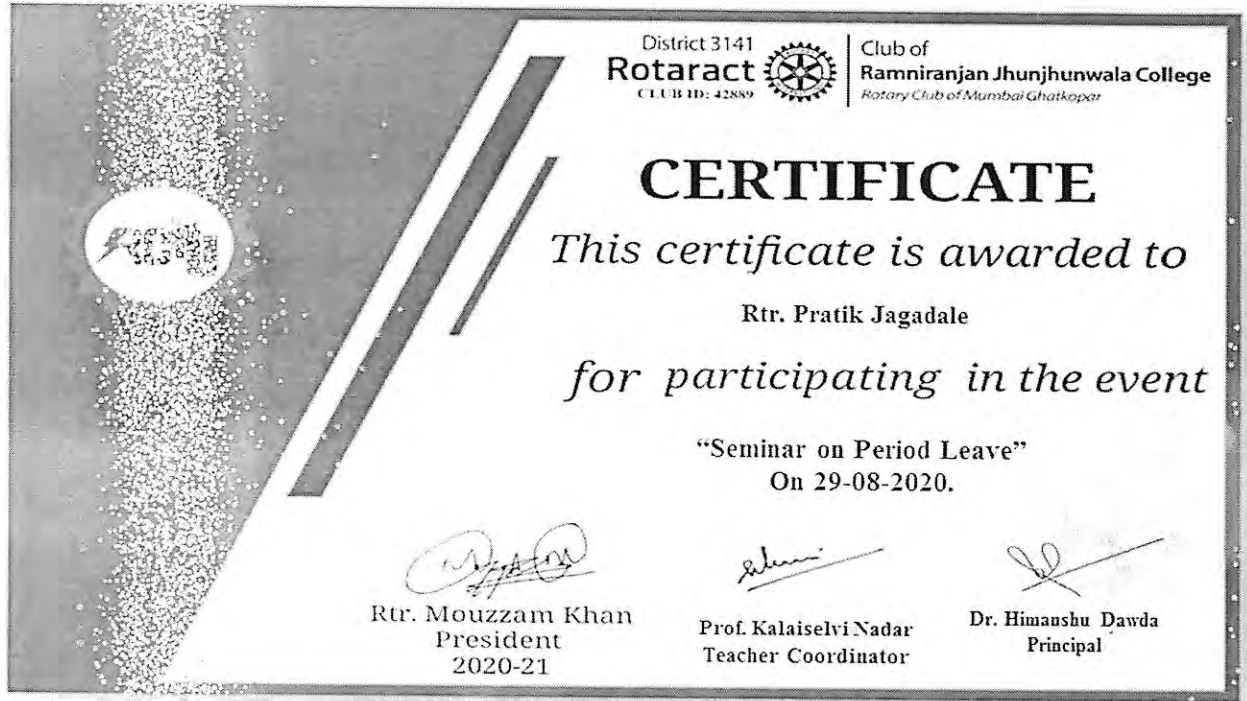 District 3141
Rotaract
CLUB ID: 42889
Club of
Ramniranjan Jhunjhunwala College
Rotary Club of Mumbai Ghatkopar
CERTIFICATE
This certificate is awarded to
Rtr. Pratik Jagadale
for participating in the event
“Seminar on Period Leave”
On 29-08-2020.
Rtr. Mouzzam Khan
President
2020-21
Prof. Kalaiselvi Nadar
Teacher Coordinator
Dr. Himanshu Dawda
Principal